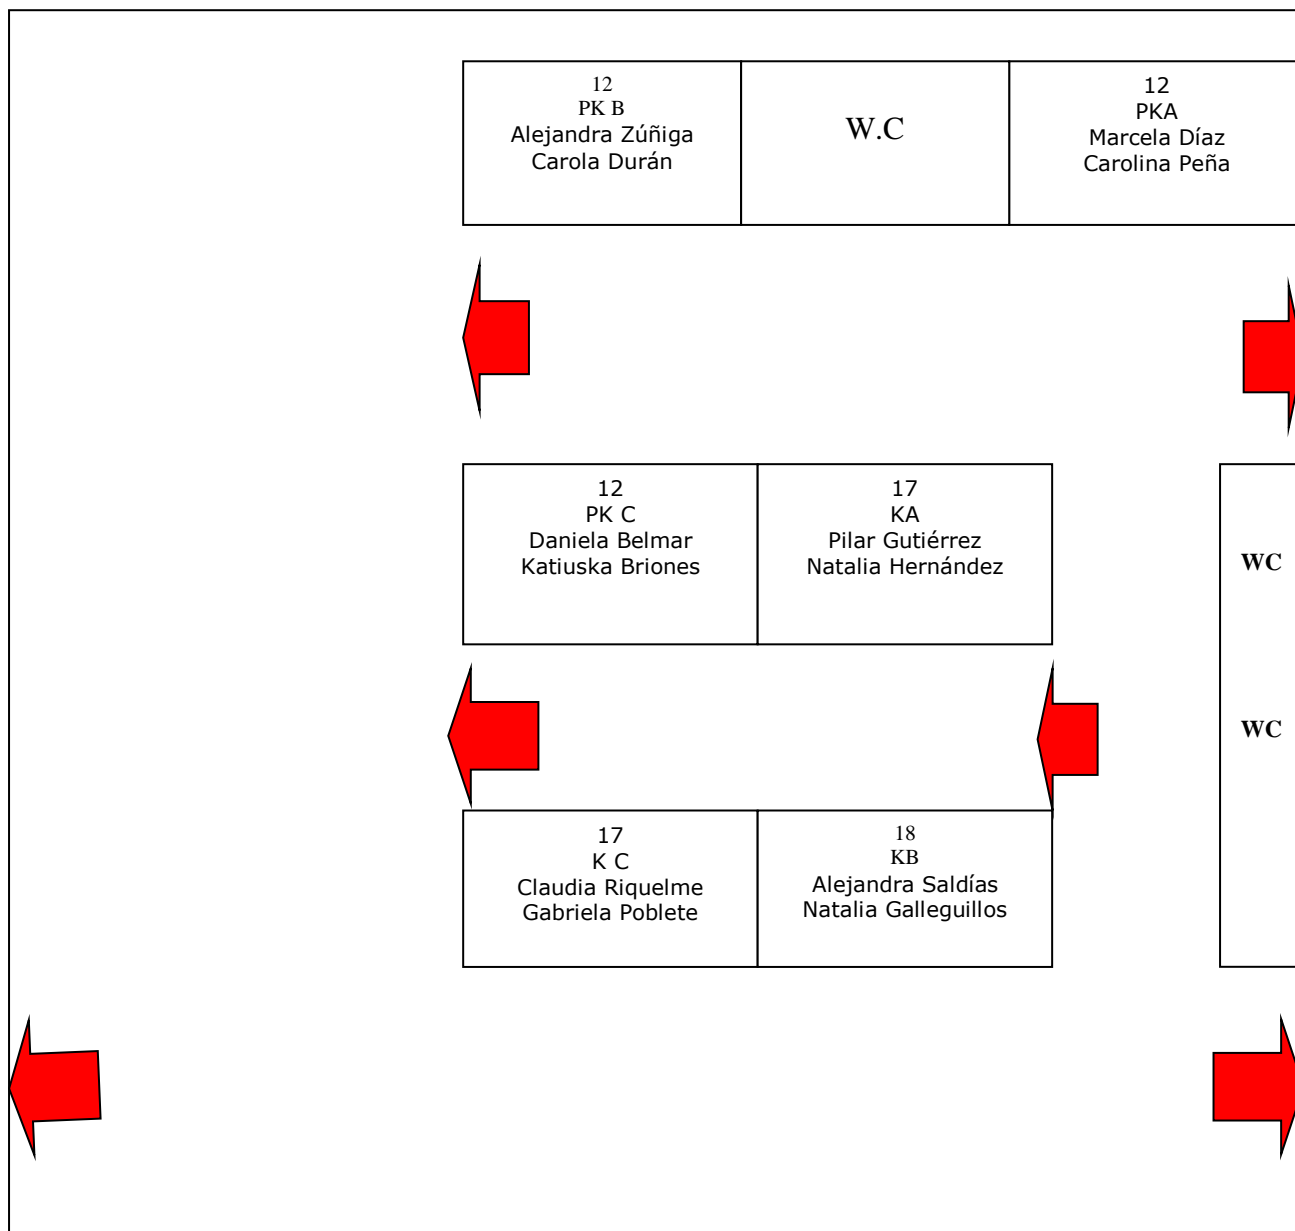 12
PK B
Alejandra Zúñiga
Carola Durán
W.C
12
PKA
Marcela Díaz
Carolina Peña
12
PK C
Daniela Belmar
Katiuska Briones
17
KA
Pilar Gutiérrez
Natalia Hernández
WC
WC
17
K C
Claudia Riquelme
Gabriela Poblete
18
KB
Alejandra Saldías
Natalia Galleguillos